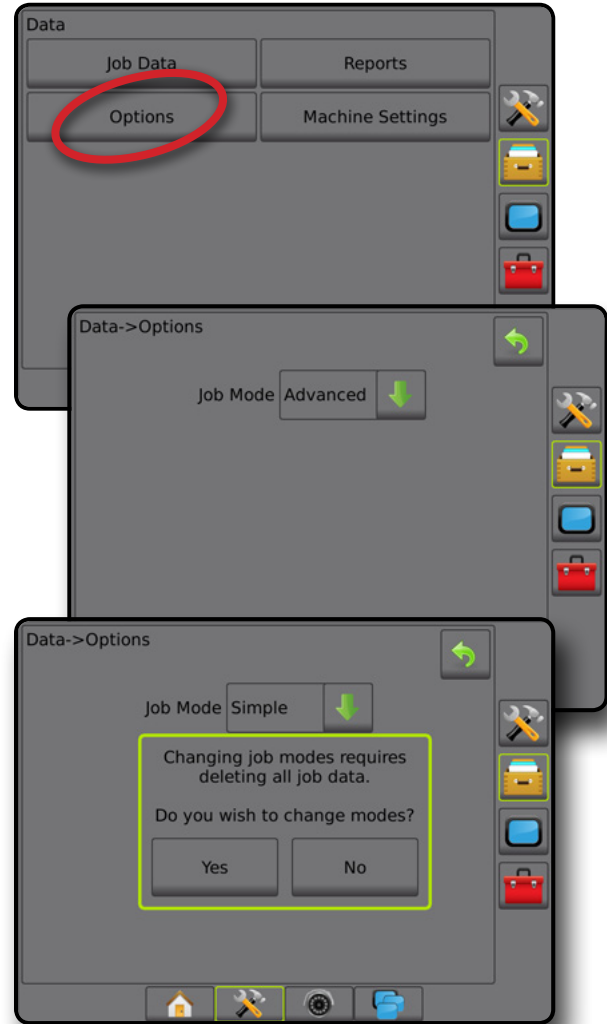 Data
Job Data
Reports
Options
Machine Settings
Data->Options
Job Mode Advanced
Data->Options
Job Mode Simple
Changing job modes requires
deleting all job data.
Do you wish to change modes?
Yes
No